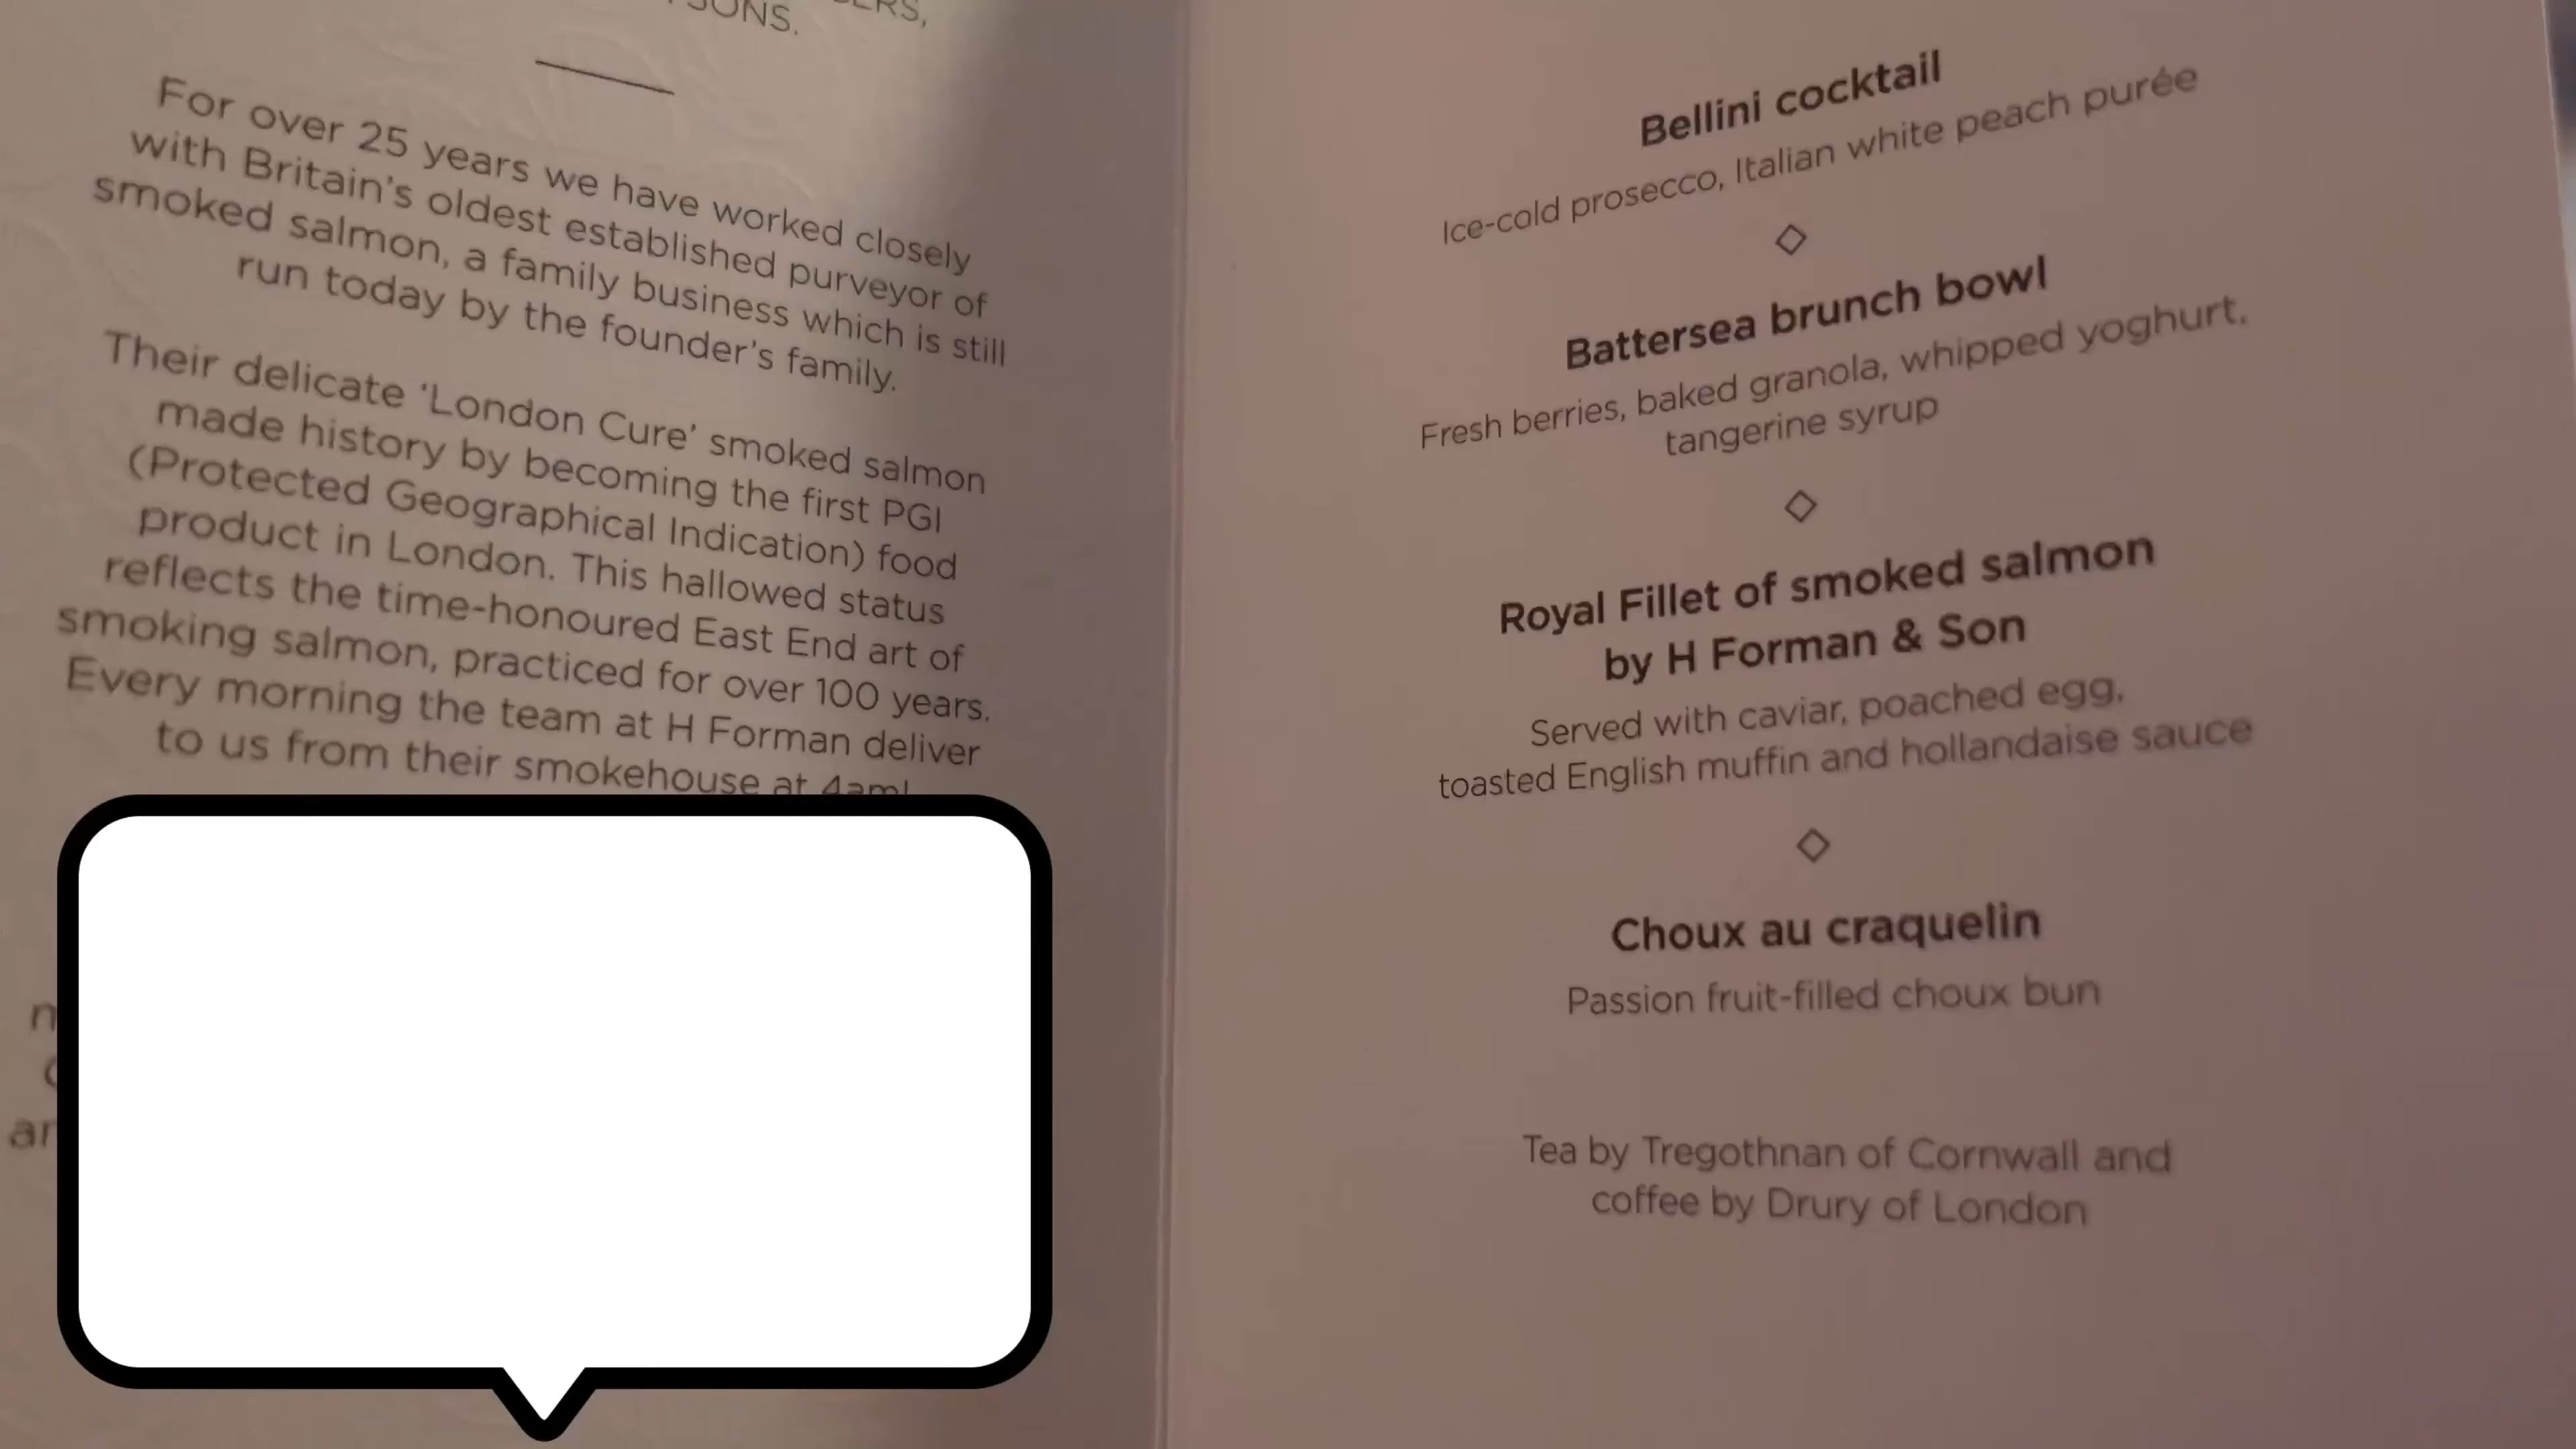 For over 25 years we have worked closely
with Britain's oldest established purveyor of
smoked salmon, a family business which is still
run today by the founder's family.
Their delicate ‘London Cure’ smoked salmon
made history by becoming the first PGI
(Protected Geographical Indication) food
product in London. This hallowed status
reflects the time-honoured East End art of
smoking salmon, practiced for over 100 years.
Every morning the team at H Forman deliver
to us from their smokehouse at 4am!
Bellini cocktail
Ice-cold prosecco, Italian white peach purée
Battersea brunch bowl
Fresh berries, baked granola, whipped yoghurt,
tangerine syrup
Royal Fillet of smoked salmon
by H Forman & Son
Served with caviar, poached egg,
toasted English muffin and hollandaise sauce
Choux au craquelin
Passion fruit-filled choux bun
Tea by Tregothnan of Cornwall and
coffee by Drury of London